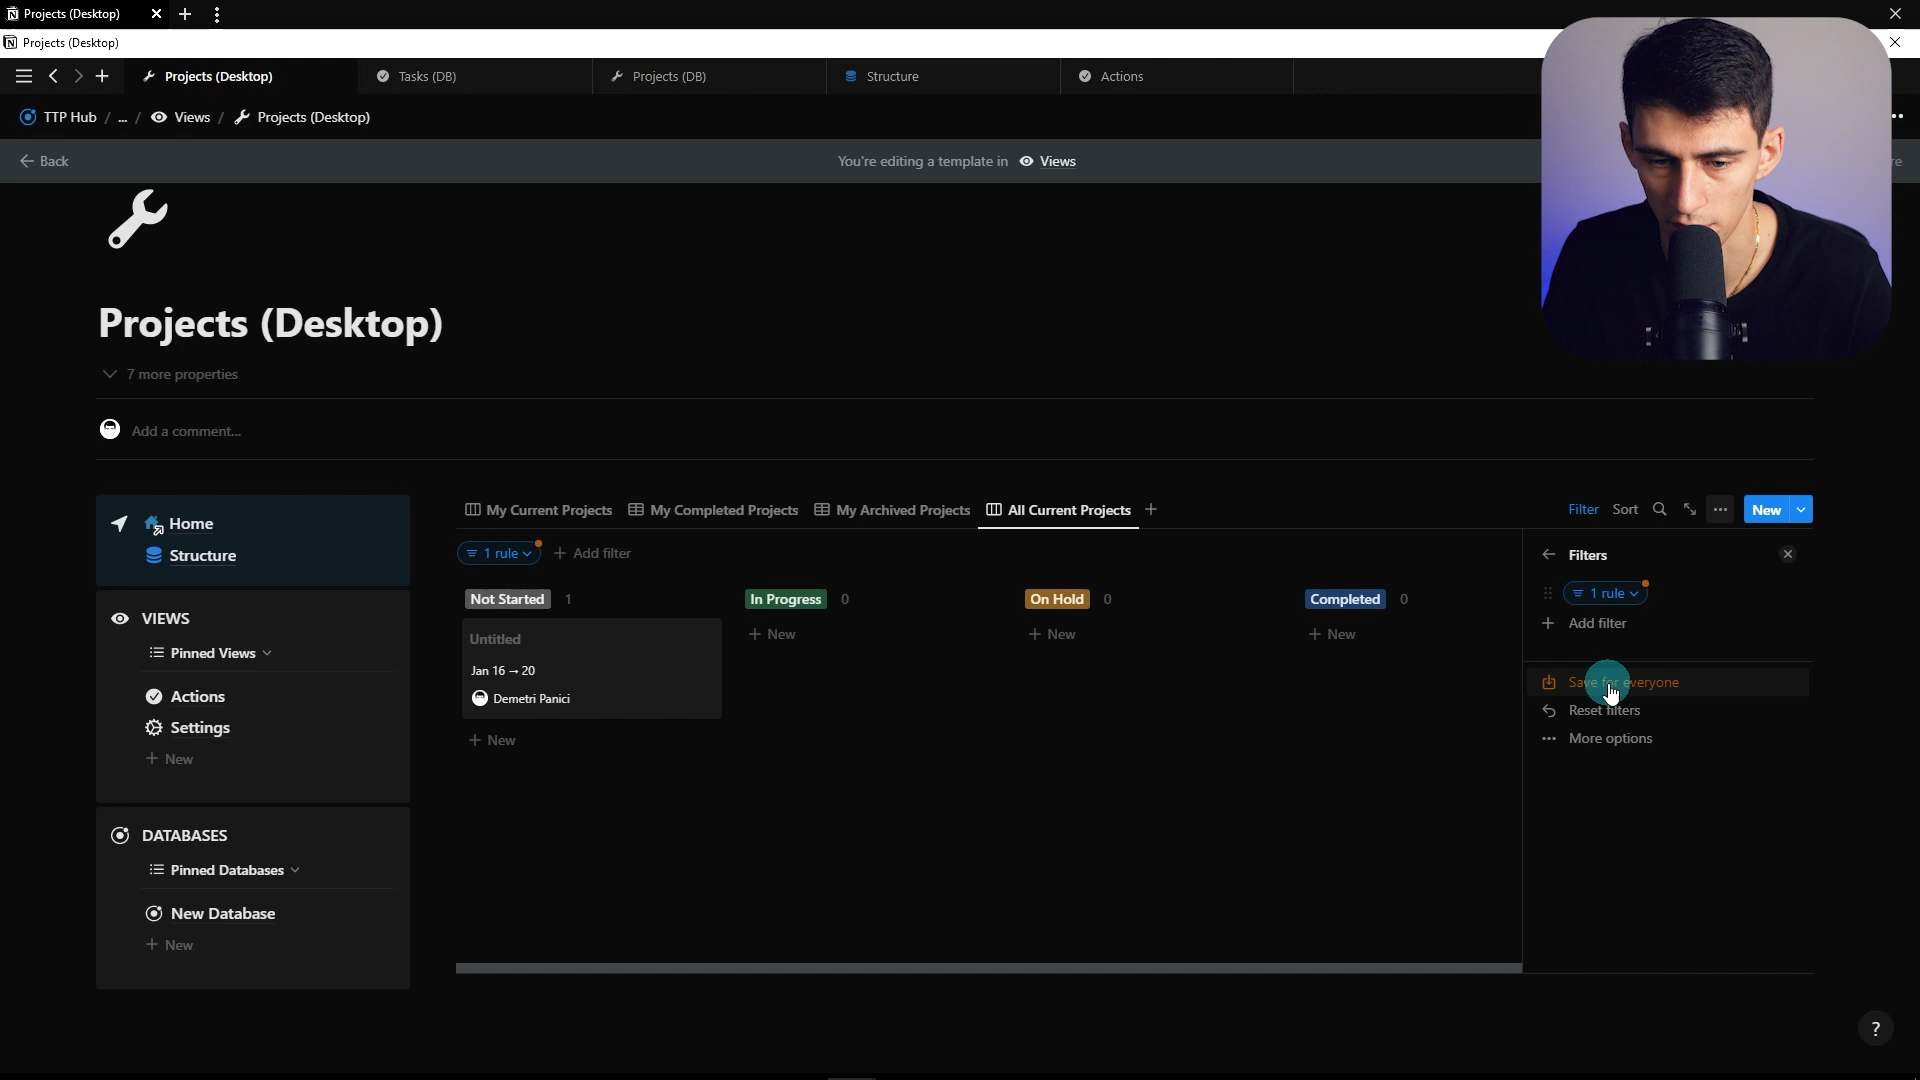 Projects (Desktop)
Projects (Desktop)
Projects (Desktop)
Tasks (DB)
Projects (DB)
Structure
Actions
TTP Hub / ... / Views / Projects (Desktop)
Back
You're editing a template in Views
Projects (Desktop)
7 more properties
Add a comment...
Home
Structure
VIEWS
Pinned Views
Actions
Settings
+ New
DATABASES
Pinned Databases
New Database
+ New
My Current Projects
My Completed Projects
My Archived Projects
All Current Projects
Filter
Sort
New
1 rule
+ Add filter
Not Started 1
In Progress 0
On Hold 0
Completed 0
Untitled
Jan 16 → 20
Demetri Panici
+ New
+ New
+ New
+ New
Filters
1 rule
+ Add filter
Save for everyone
Reset filters
More options
?